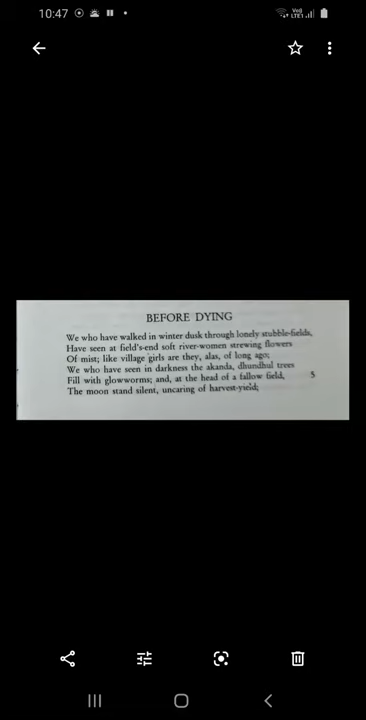 10:47
Vo8
LTE1
BEFORE DYING
We who have walked in winter dusk through lonely stubble-fields,
Have seen at field's-end soft river-women strewing flowers
Of mist; like village girls are they, alas, of long ago;
We who have seen in darkness the akanda, dhundhul trees
Fill with glowworms; and, at the head of a fallow field, 5
The moon stand silent, uncaring of harvest-yield;